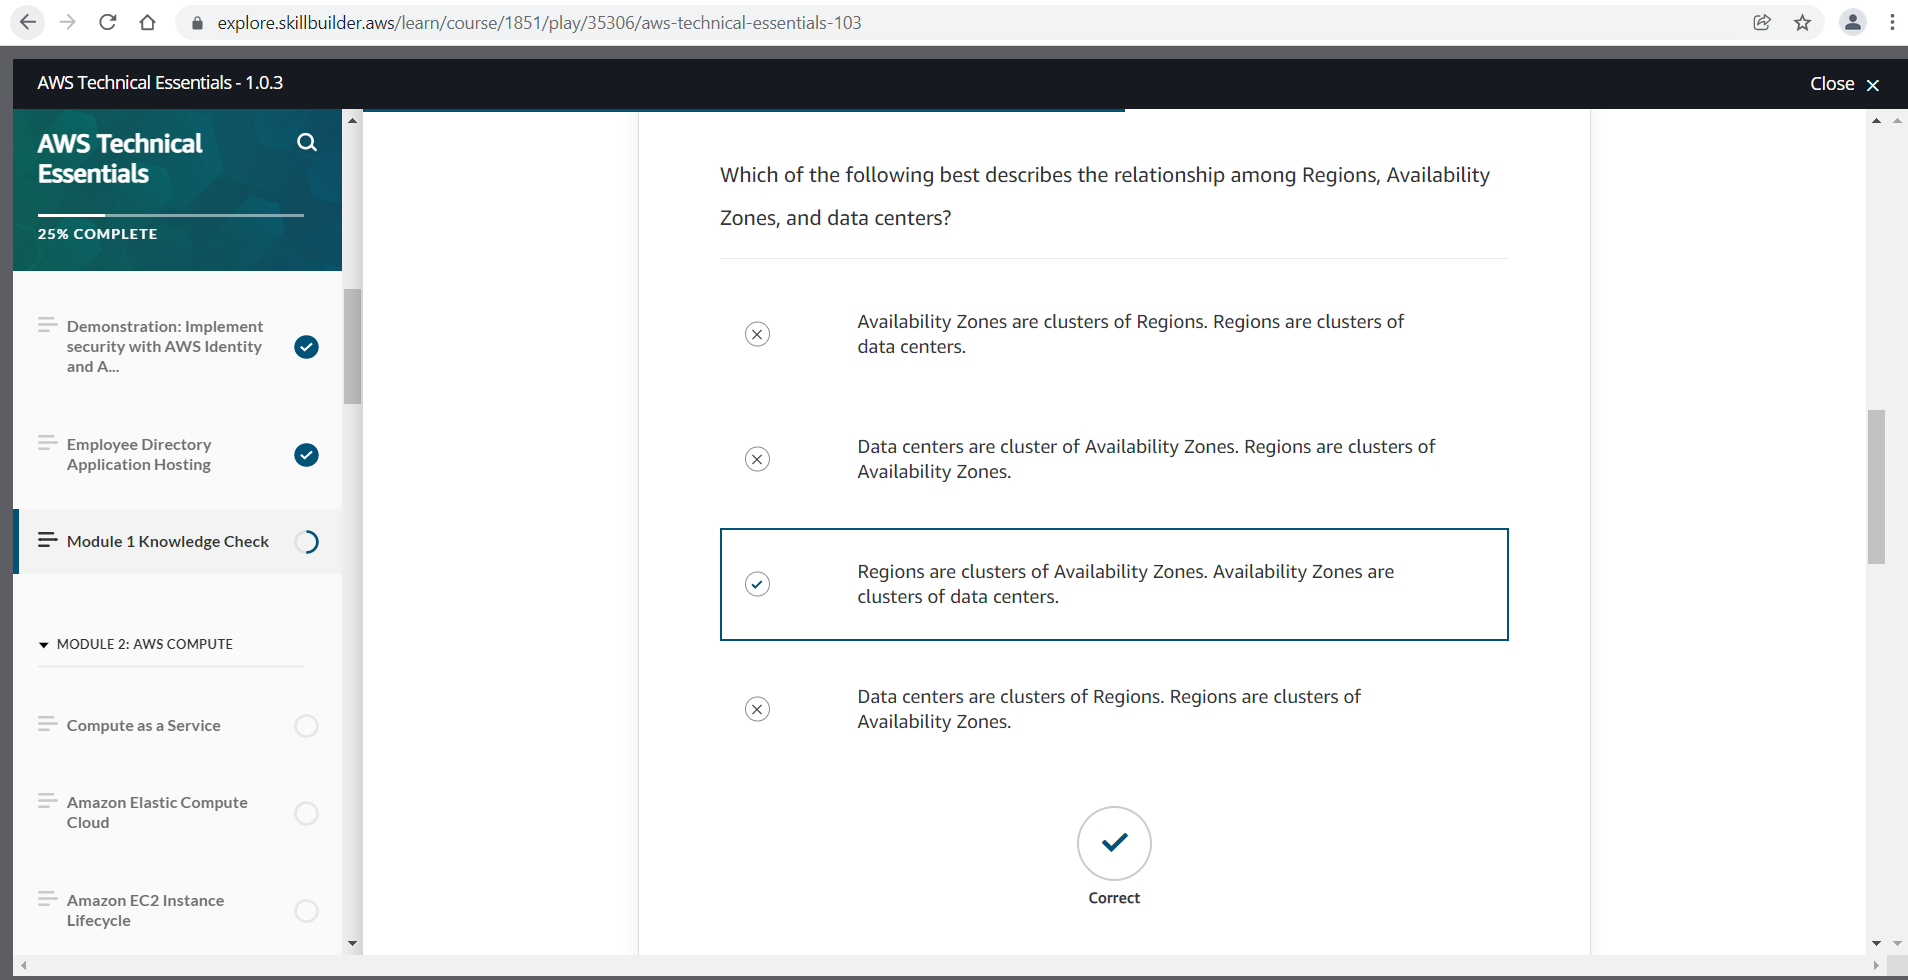 explore.skillbuilder.aws/learn/course/1851/play/35306/aws-technical-essentials-103
AWS Technical Essentials - 1.0.3
Close
AWS Technical
Essentials
25% COMPLETE
Demonstration: Implement
security with AWS Identity
and A...
Employee Directory
Application Hosting
Module 1 Knowledge Check
MODULE 2: AWS COMPUTE
Compute as a Service
Amazon Elastic Compute
Cloud
Amazon EC2 Instance
Lifecycle
Which of the following best describes the relationship among Regions, Availability
Zones, and data centers?
Availability Zones are clusters of Regions. Regions are clusters of
data centers.
Data centers are cluster of Availability Zones. Regions are clusters of
Availability Zones.
Regions are clusters of Availability Zones. Availability Zones are
clusters of data centers.
Data centers are clusters of Regions. Regions are clusters of
Availability Zones.
Correct